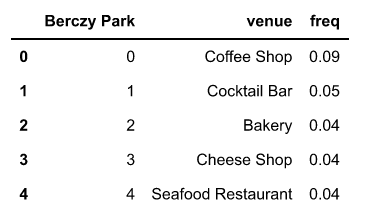 Berczy Park venue freq
0 0 Coffee Shop 0.09
1 1 Cocktail Bar 0.05
2 2 Bakery 0.04
3 3 Cheese Shop 0.04
4 4 Seafood Restaurant 0.04